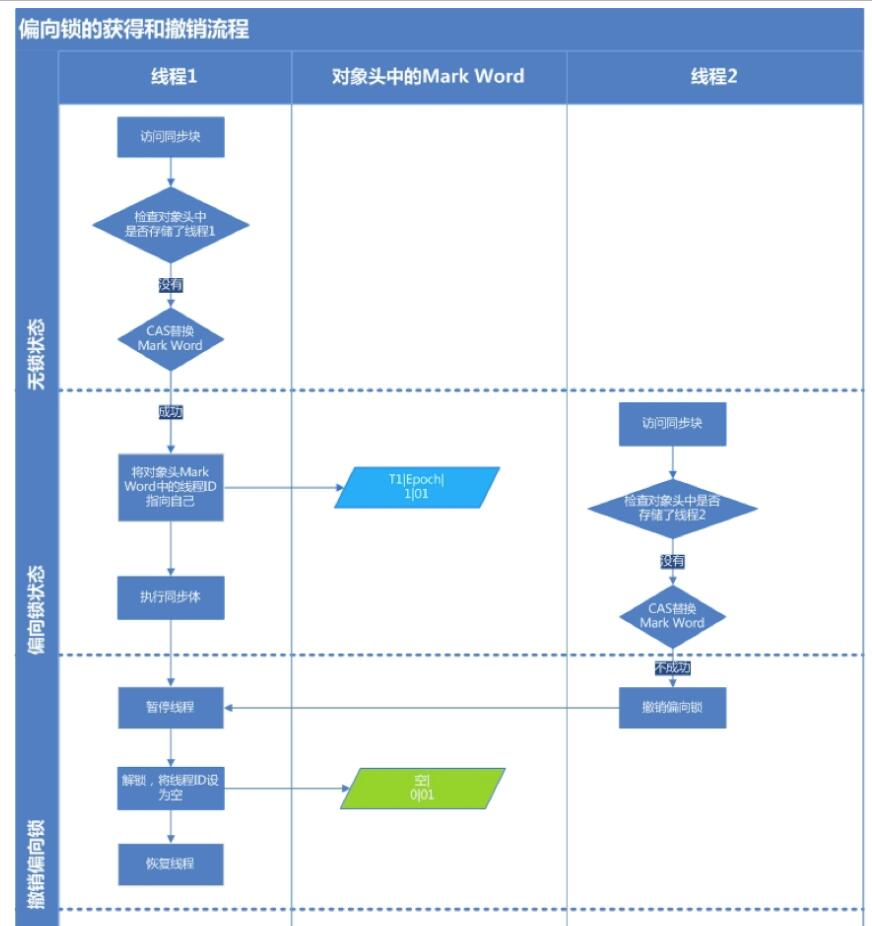 偏向锁的获得和撤销流程
线程1
对象头中的Mark Word
线程2
无锁状态
访问同步块
检查对象头中
是否存储了线程1
没有
CAS替换
Mark Word
偏向锁状态
成功
将对象头Mark
Word中的线程ID
指向自己
T1|Epoch|
1|01
执行同步体
访问同步块
检查对象头中是否
存储了线程2
没有
CAS替换
Mark Word
撤销偏向锁
不成功
撤销偏向锁
暂停线程
解锁，将线程ID设
为空
空|
0|01
恢复线程